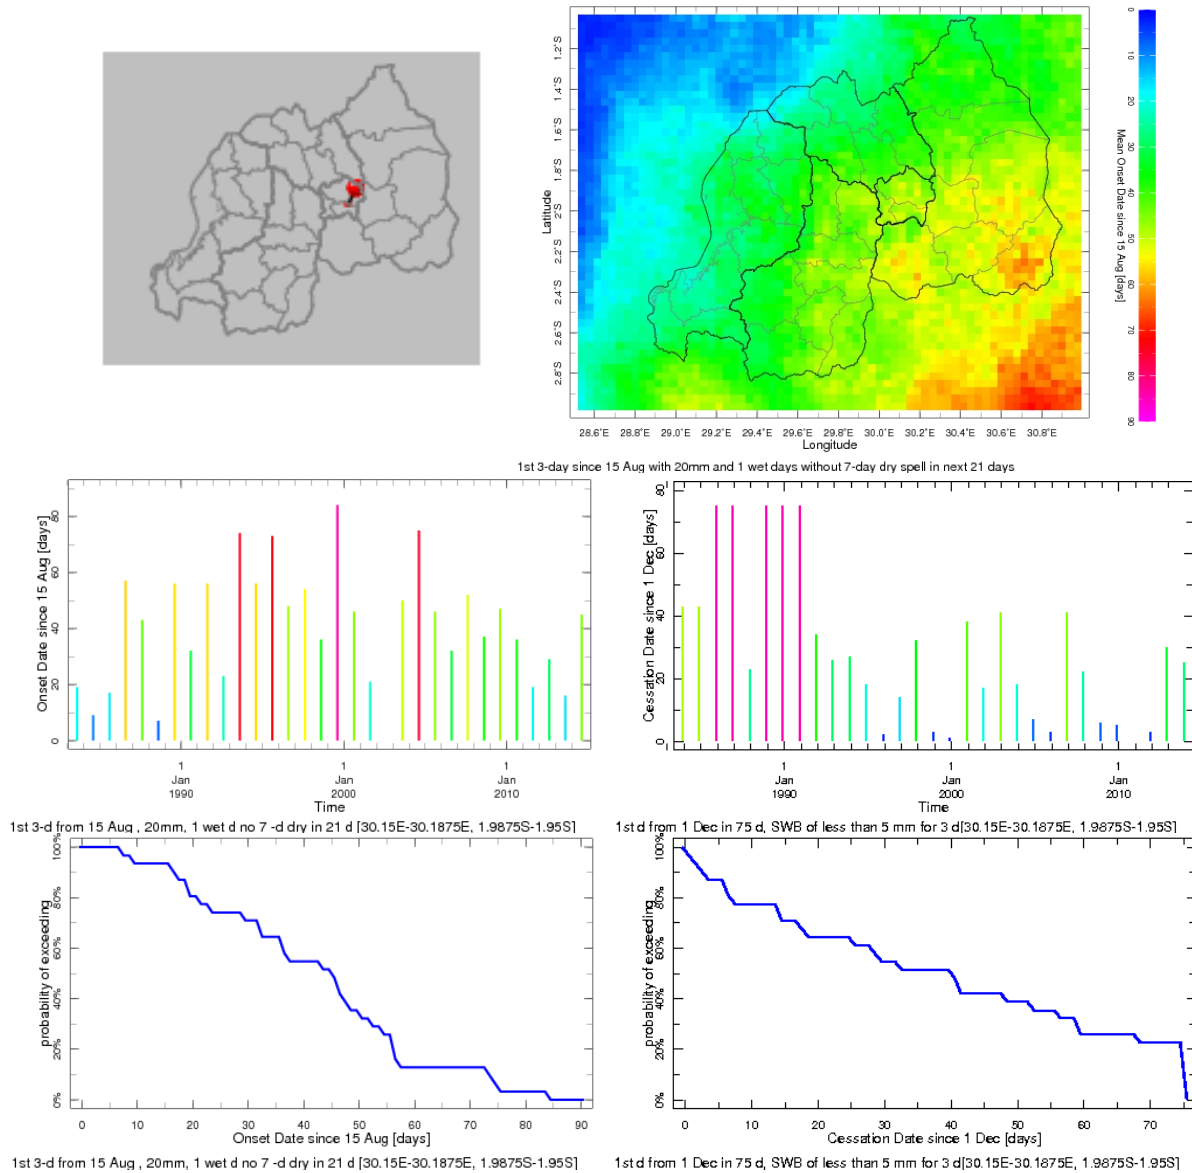 1.2°S
1.4°S
1.6°S
1.8°S
2°S
2.2°S
2.4°S
2.6°S
2.8°S
Latitude
28.6°E 28.8°E 29.0°E 29.2°E 29.4°E 29.6°E 29.8°E 30.0°E 30.2°E 30.4°E 30.6°E 30.8°E
Longitude
0 10 20 30 40 50 60 70 80 90
Mean Onset Date since 15 Aug [days]
1st 3-day since 15 Aug with 20mm and 1 wet days without 7-day dry spell in next 21 days
Onset Date since 15 Aug [days]
0 20 40 60 80
1 1 1
Jan Jan Jan
1990 2000 2010
Time
1st 3-d from 15 Aug , 20mm, 1 wet d no 7 -d dry in 21 d [30.15E-30.1875E, 1.9875S-1.95S]
Cessation Date since 1 Dec [days]
0 20 40 60 80
1 1 1
Jan Jan Jan
1990 2000 2010
Time
1st d from 1 Dec in 75 d, SWB of less than 5 mm for 3 d[30.15E-30.1875E, 1.9875S-1.95S]
probability of exceeding
0% 20% 40% 60% 80% 100%
0 10 20 30 40 50 60 70 80 90
Onset Date since 15 Aug [days]
1st 3-d from 15 Aug , 20mm, 1 wet d no 7 -d dry in 21 d [30.15E-30.1875E, 1.9875S-1.95S]
probability of exceeding
0% 20% 40% 60% 80% 100%
0 10 20 30 40 50 60 70
Cessation Date since 1 Dec [days]
1st d from 1 Dec in 75 d, SWB of less than 5 mm for 3 d[30.15E-30.1875E, 1.9875S-1.95S]